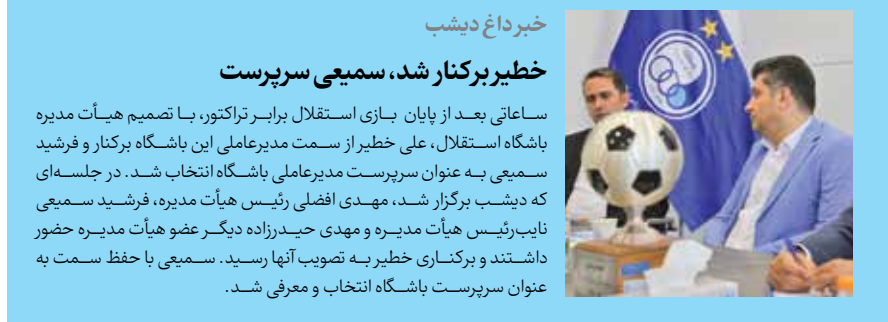 خبر داغ دیشب
خطیر برکنار شد، سمیعی سرپرست
ساعاتی بعد از پایان بازی استقلال برابر تراکتور، با تصمیم هیأت مدیره
باشگاه استقلال، علی خطیر از سمت مدیرعاملی این باشگاه برکنار و فرشید
سمیعی به عنوان سرپرست مدیرعاملی باشگاه انتخاب شد. در جلسه‌ای
که دیشب برگزار شد، مهدی افضلی رئیس هیأت مدیره، فرشید سمیعی
نایب‌رئیس هیأت مدیره و مهدی حیدرزاده دیگر عضو هیأت مدیره حضور
داشتند و برکناری خطیر به تصویب آنها رسید. سمیعی با حفظ سمت به
عنوان سرپرست باشگاه انتخاب و معرفی شد.